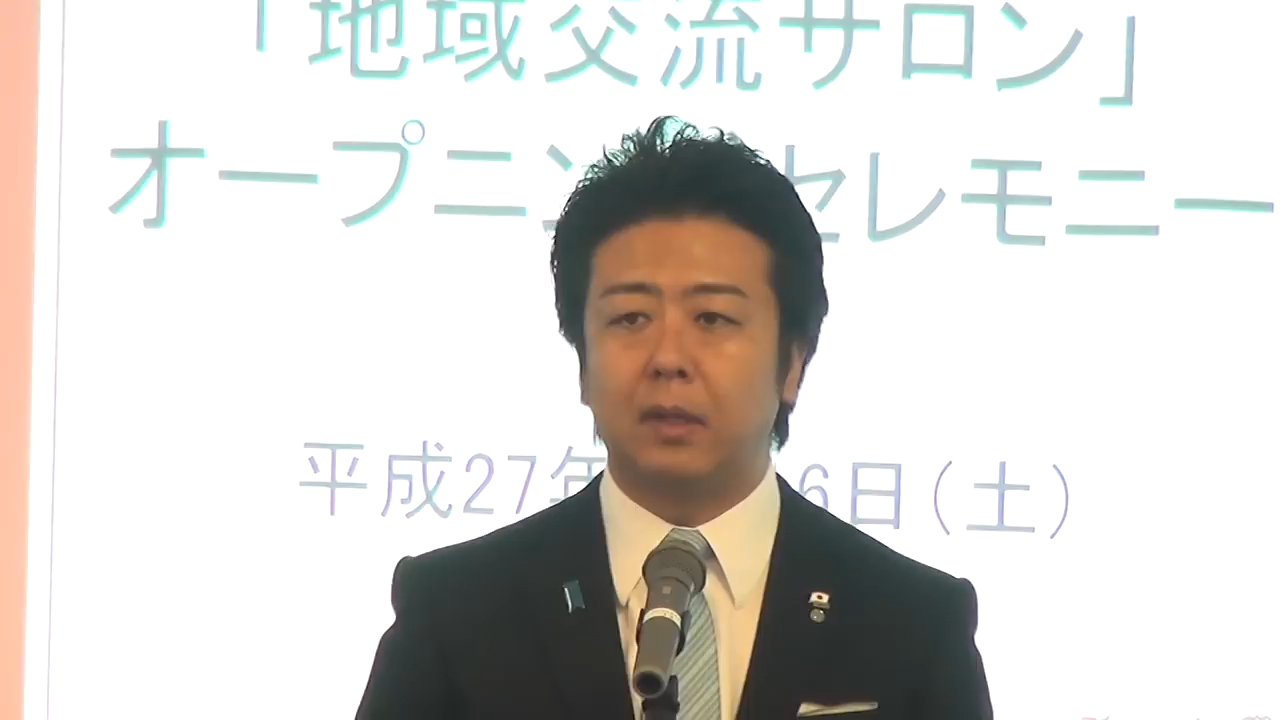 「地域交流サロン」
オープニン セレモニー
平成27年 6日(土)